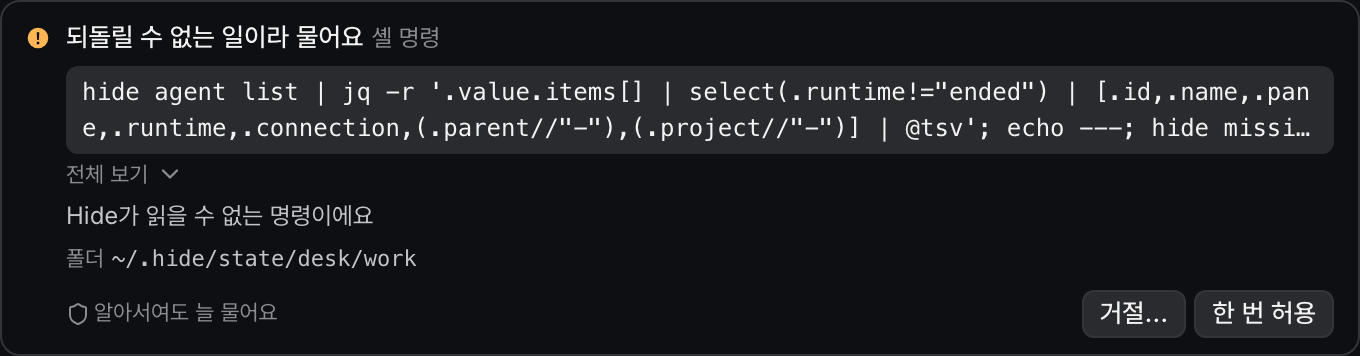 되돌릴 수 없는 일이라 물어요 셸 명령
hide agent list | jq -r '.value.items[] | select(.runtime!="ended") | [.id,.name,.pan
e,.runtime,.connection,(.parent//"-"),(.project//"-")] | @tsv'; echo ---; hide missi…
전체 보기
Hide가 읽을 수 없는 명령이에요
폴더 ~/.hide/state/desk/work
알아서여도 늘 물어요
거절…
한 번 허용